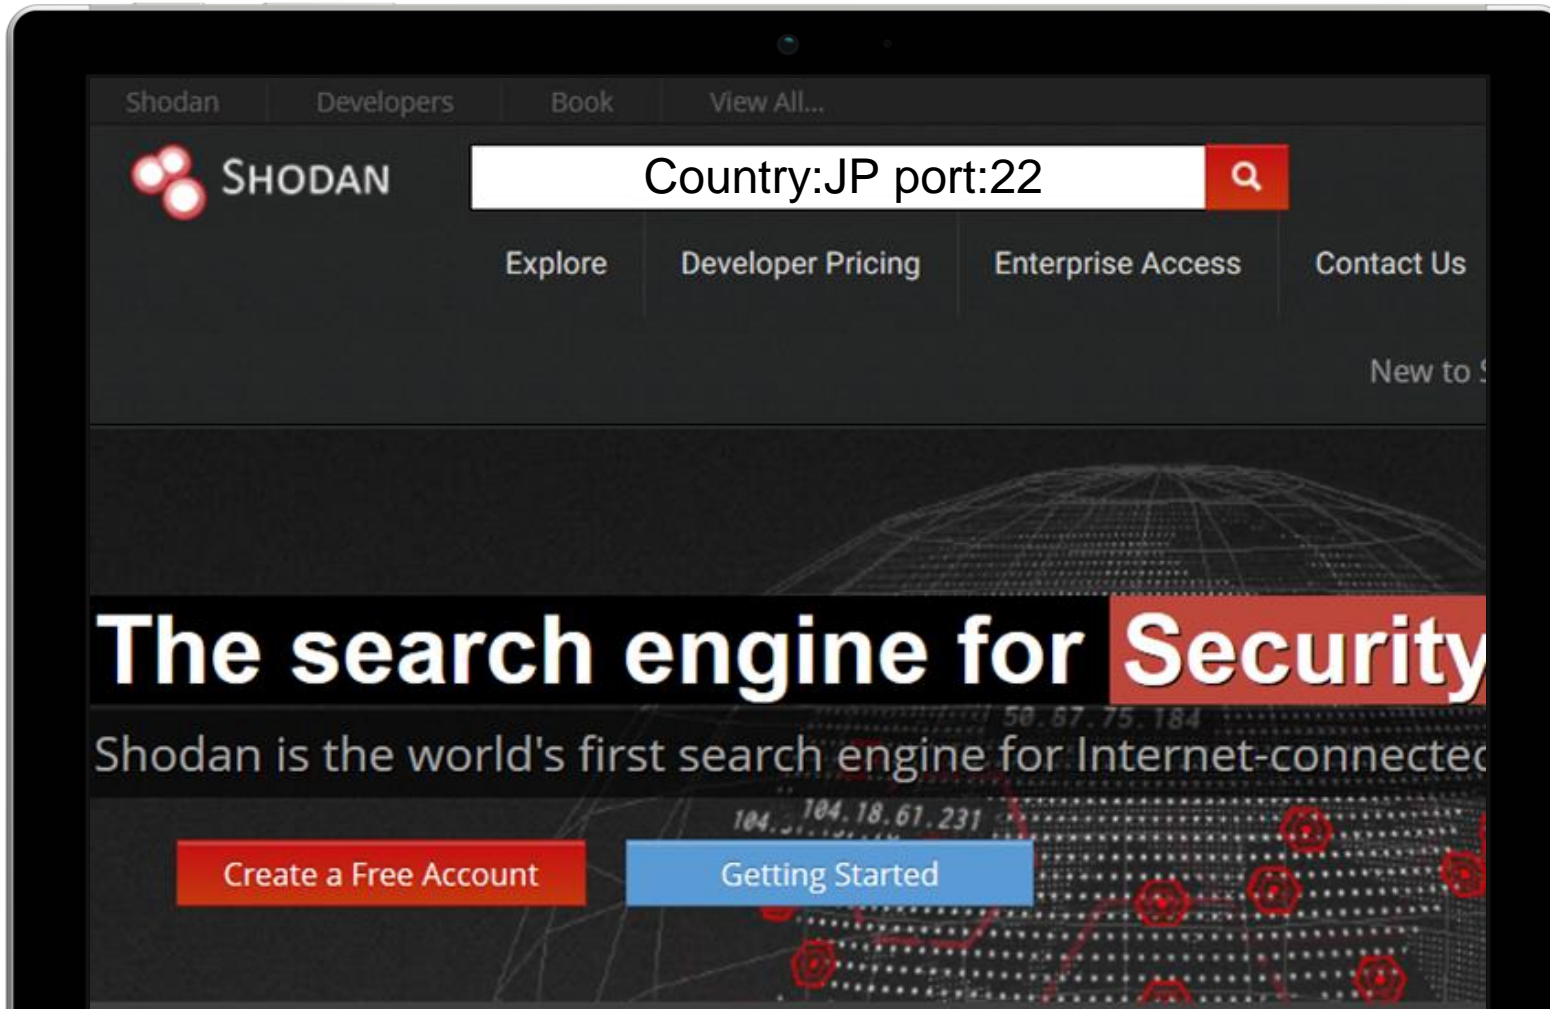 Shodan Developers Book View All...
SHODAN Country:JP port:22
Explore Developer Pricing Enterprise Access Contact Us
New to
The search engine for Security
Shodan is the world's first search engine for Internet-connected
50.67.75.184
104.18.61.231
104.
Create a Free Account Getting Started